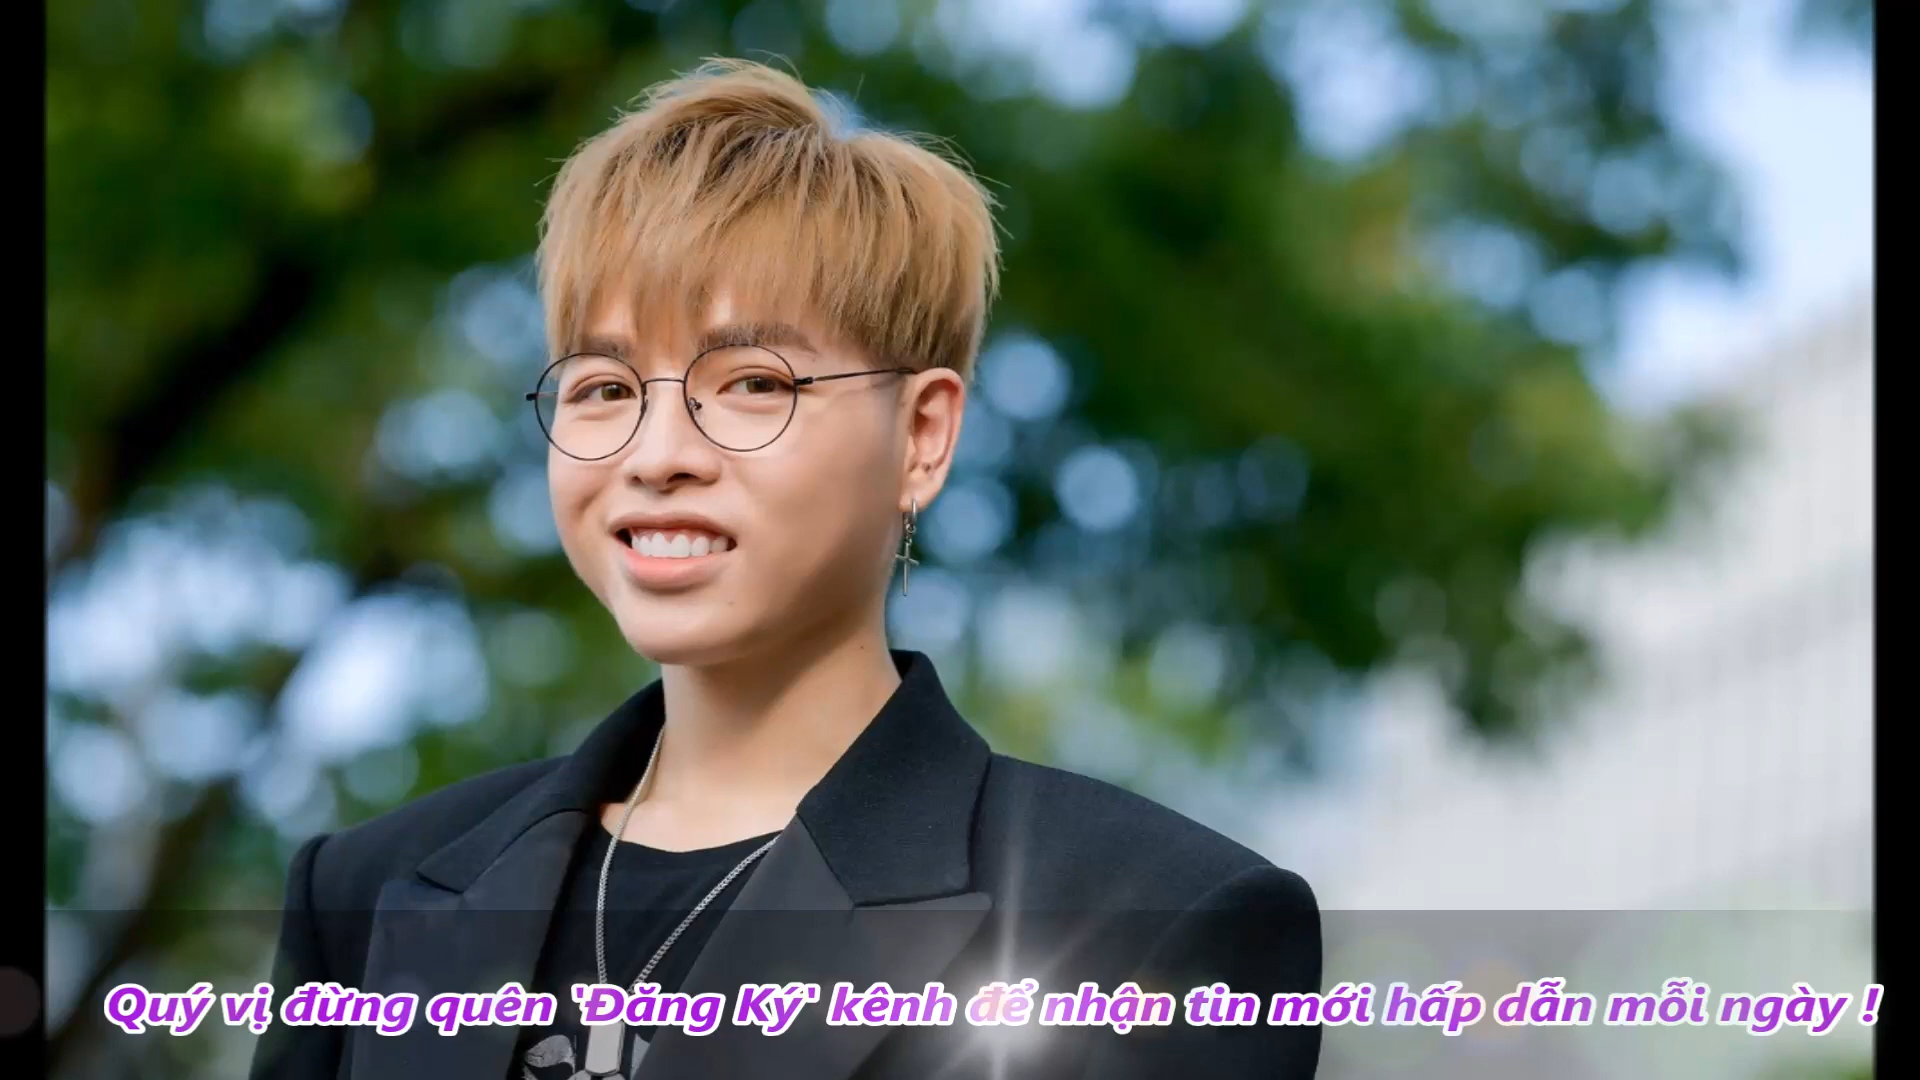 Quý vị đừng quên 'Đăng Ký' kênh để nhận tin mới hấp dẫn mỗi ngày !